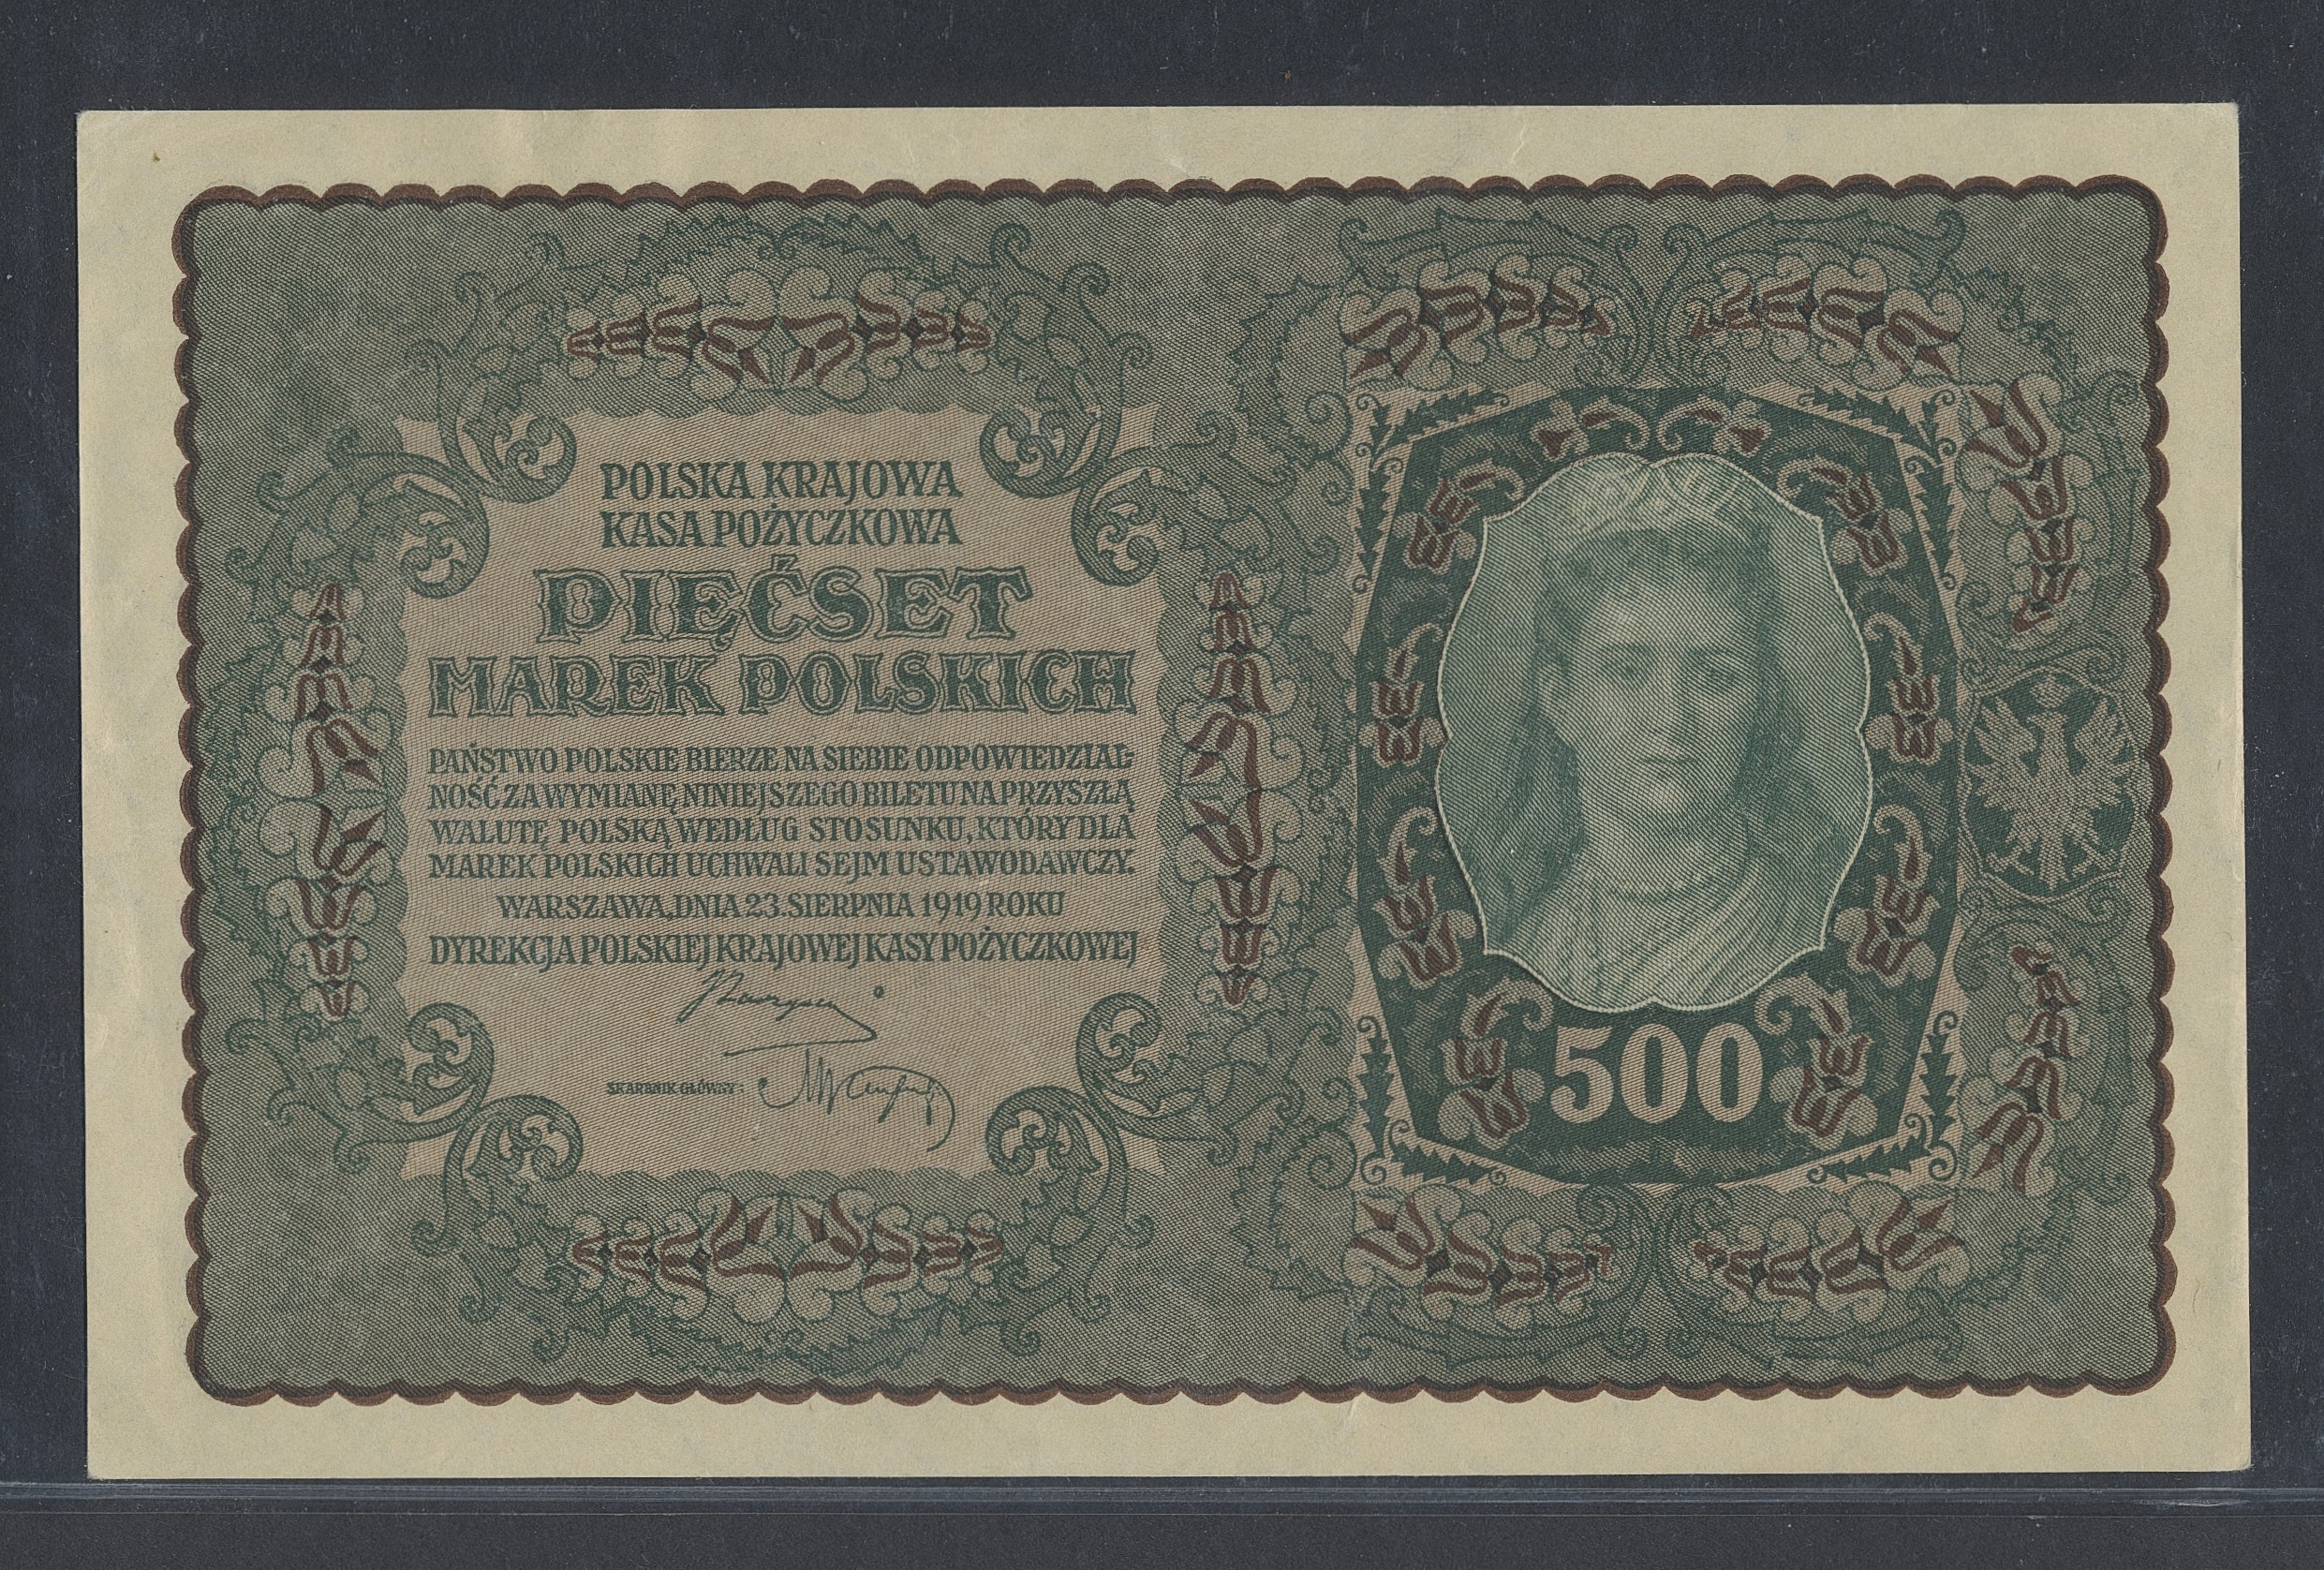 POLSKA KRAJOWA
KASA POŻYCZKOWA
PIĘĆSET
MAREK POLSKICH
PAŃSTWO POLSKIE BIERZE NA SIEBIE ODPOWIEDZIAL-
NOŚĆ ZA WYMIANĘ NINIEJSZEGO BILETU NA PRZYSZŁĄ
WALUTĘ POLSKĄ WEDŁUG STOSUNKU, KTÓRY DLA
MAREK POLSKICH UCHWALI SEJM USTAWODAWCZY.
WARSZAWA, DNIA 23. SIERPNIA 1919 ROKU
DYREKCJA POLSKIEJ KRAJOWEJ KASY POŻYCZKOWEJ
SKARBNIK GŁÓWNY:
500